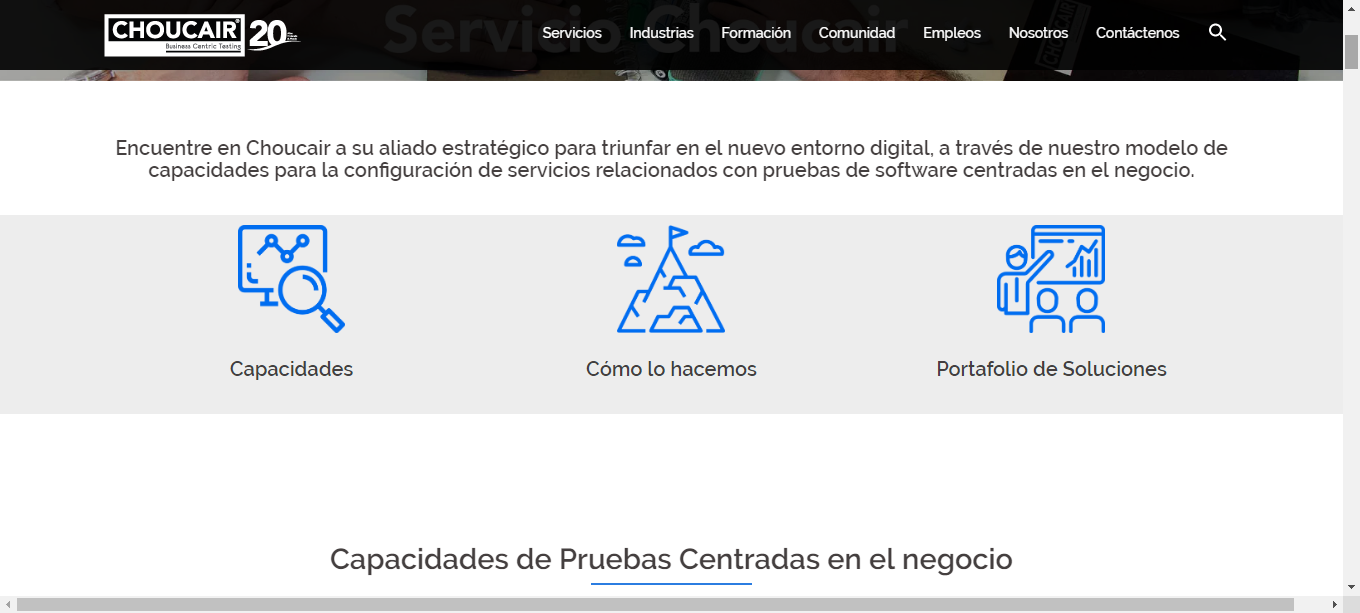 Servicio Choucair
CHOUCAIR®
Business Centric Testing
20
Servicios
Industrias
Formación
Comunidad
Empleos
Nosotros
Contáctenos
Encuentre en Choucair a su aliado estratégico para triunfar en el nuevo entorno digital, a través de nuestro modelo de
capacidades para la configuración de servicios relacionados con pruebas de software centradas en el negocio.
Capacidades
Cómo lo hacemos
Portafolio de Soluciones
Capacidades de Pruebas Centradas en el negocio